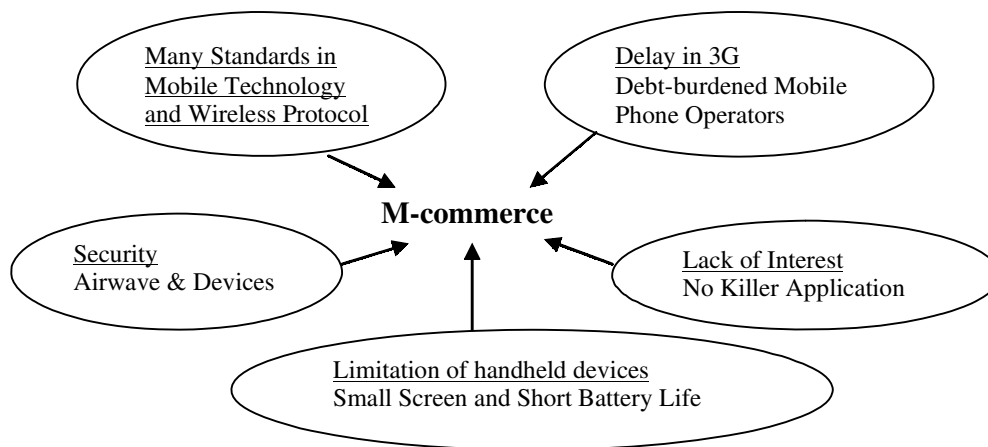 Many Standards in
Mobile Technology
and Wireless Protocol
Delay in 3G
Debt-burdened Mobile
Phone Operators
M-commerce
Security
Airwave & Devices
Lack of Interest
No Killer Application
Limitation of handheld devices
Small Screen and Short Battery Life